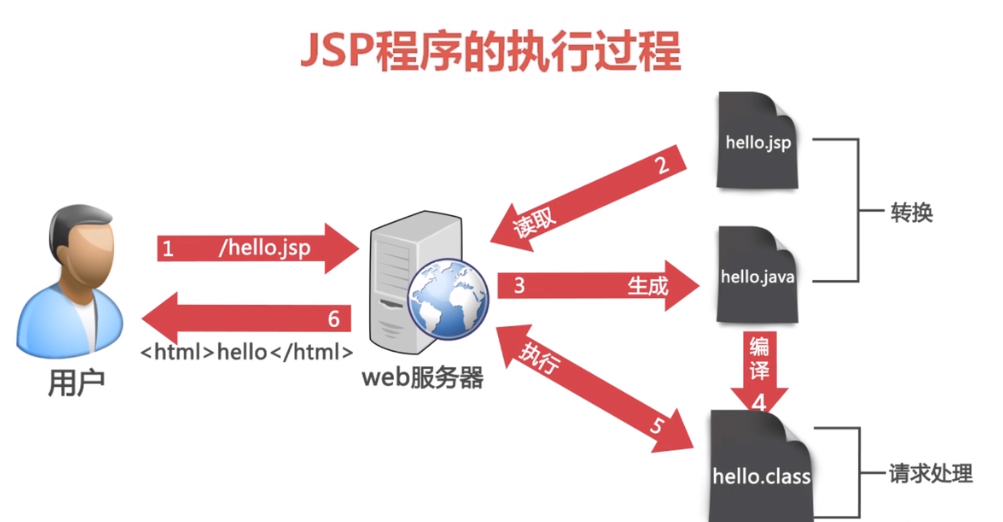 JSP程序的执行过程
hello.jsp
2
读取
转换
1 /hello.jsp
hello.java
3 生成
6
<html>hello</html>
用户
web服务器
执行
5
编译
4
hello.class
请求处理